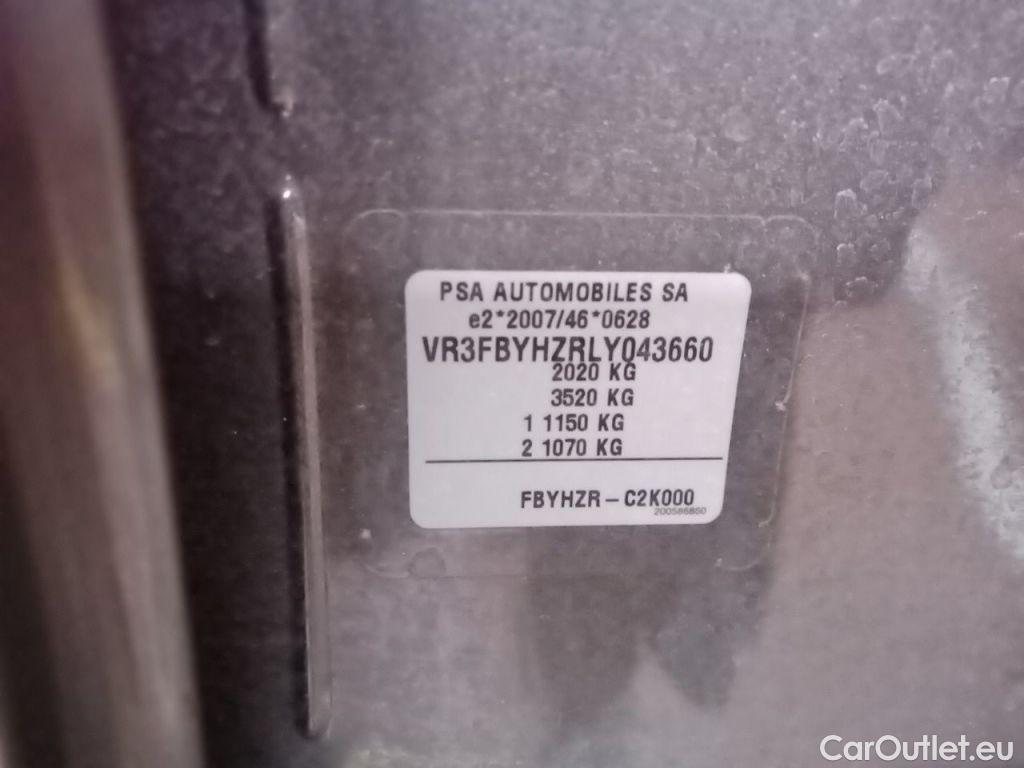 PSA AUTOMOBILES SA
e2*2007/46*0628
VR3FBYHZRLY043660
2020 KG
3520 KG
1 1150 KG
2 1070 KG
FBYHZR – C2K000
200586860
CarOutlet.eu